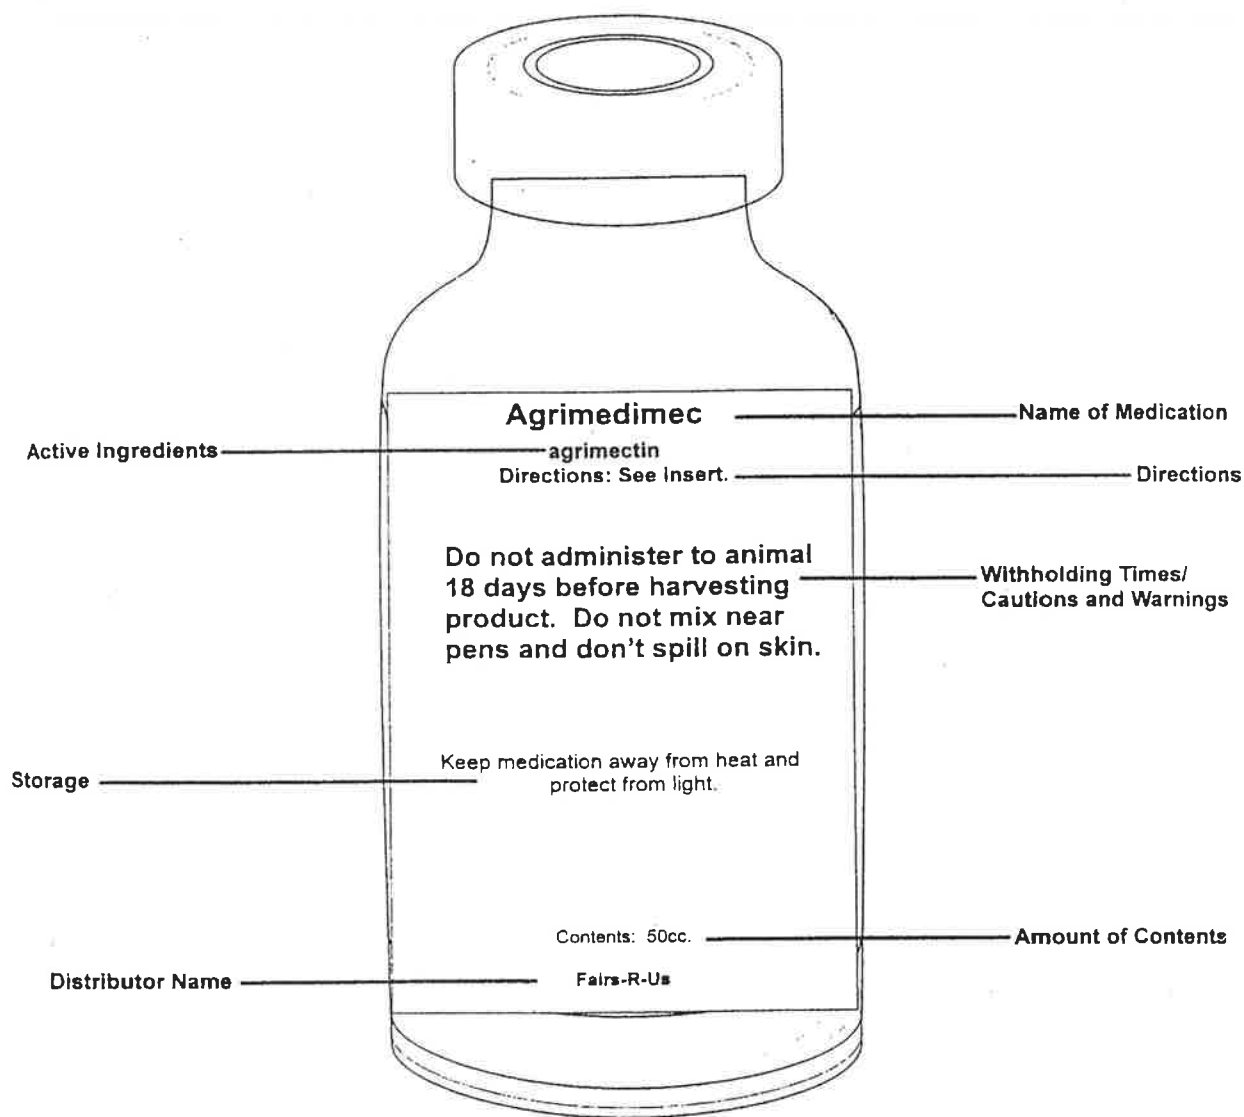 Agrimedimec
Name of Medication
Active Ingredients
agrimectin
Directions: See Insert.
Directions
Do not administer to animal
18 days before harvesting
product. Do not mix near
pens and don't spill on skin.
Withholding Times/
Cautions and Warnings
Keep medication away from heat and
protect from light.
Storage
Contents: 50cc.
Amount of Contents
Distributor Name
Fairs-R-Us